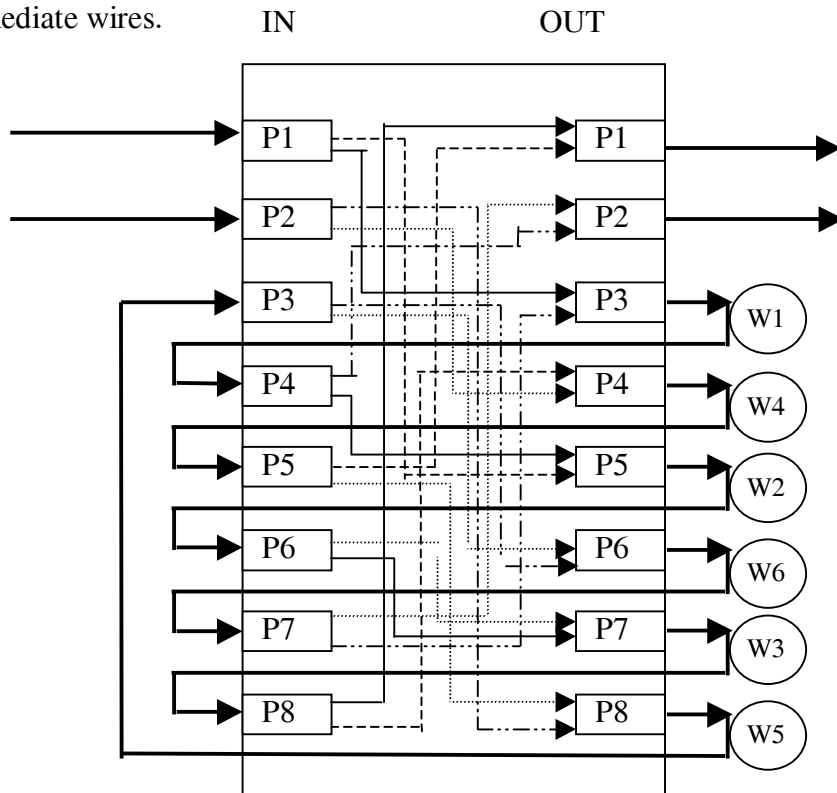 ediate wires.
IN OUT
P1 P1
P2 P2
P3 P3
W1
P4 P4
W4
P5 P5
W2
P6 P6
W6
P7 P7
W3
P8 P8
W5